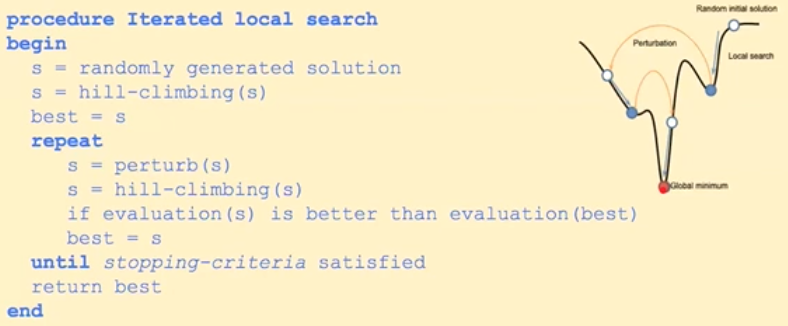 procedure Iterated local search
begin
s = randomly generated solution
s = hill-climbing(s)
best = s
repeat
s = perturb(s)
s = hill-climbing(s)
if evaluation(s) is better than evaluation(best)
best = s
until stopping-criteria satisfied
return best
end
Random initial solution
Perturbation
Local search
Global minimum